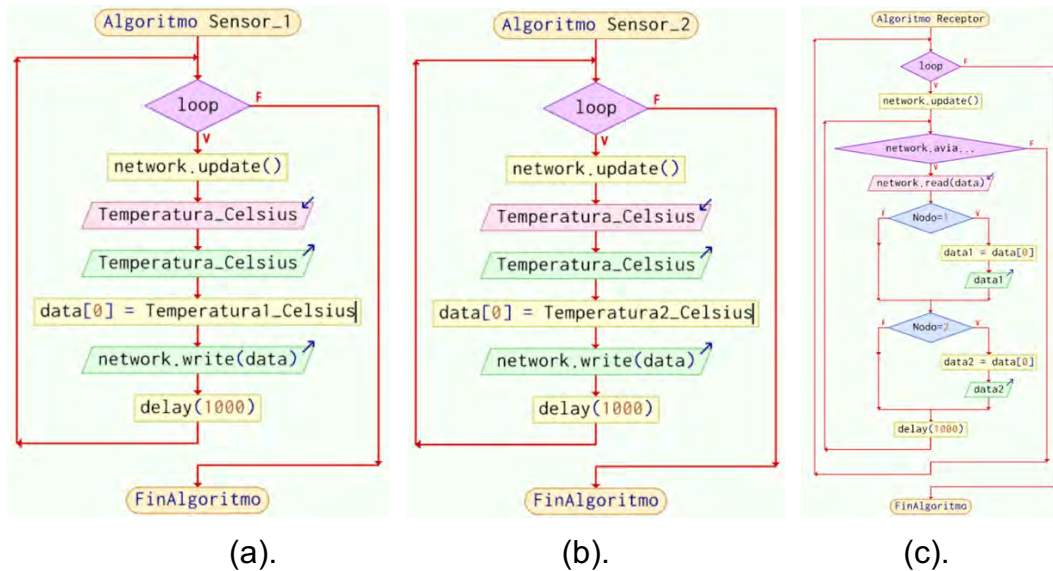 Algoritmo Sensor_1
loop
F
V
network.update()
Temperatura_Celsius
Temperatura_Celsius
data[0] = Temperatura1_Celsius
network.write(data)
delay(1000)
FinAlgoritmo
(a).
Algoritmo Sensor_2
loop
F
V
network.update()
Temperatura_Celsius
Temperatura_Celsius
data[0] = Temperatura2_Celsius
network.write(data)
delay(1000)
FinAlgoritmo
(b).
Algoritmo Receptor
loop
F
V
network.update()
network.avia...
F
V
network.read(data)
F
Nodo=1
V
data1 = data[0]
data1
F
Nodo=2
V
data2 = data[0]
data2
delay(1000)
FinAlgoritmo
(c).